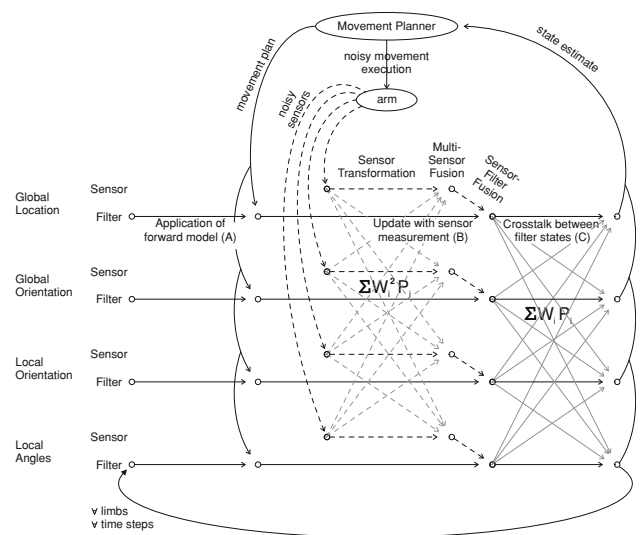 Movement Planner
movement plan
noisy movement
execution
state estimate
arm
noisy
sensors
Sensor
Transformation
Multi-
Sensor
Fusion
Sensor-
Filter
Fusion
Global
Location
Sensor
Filter
Application of
forward model (A)
Update with sensor
measurement (B)
Crosstalk between
filter states (C)
Global
Orientation
Sensor
Filter
ΣWᵢ²Pᵢ
ΣWᵢPᵢ
Local
Orientation
Sensor
Filter
Local
Angles
Sensor
Filter
∀ limbs
∀ time steps